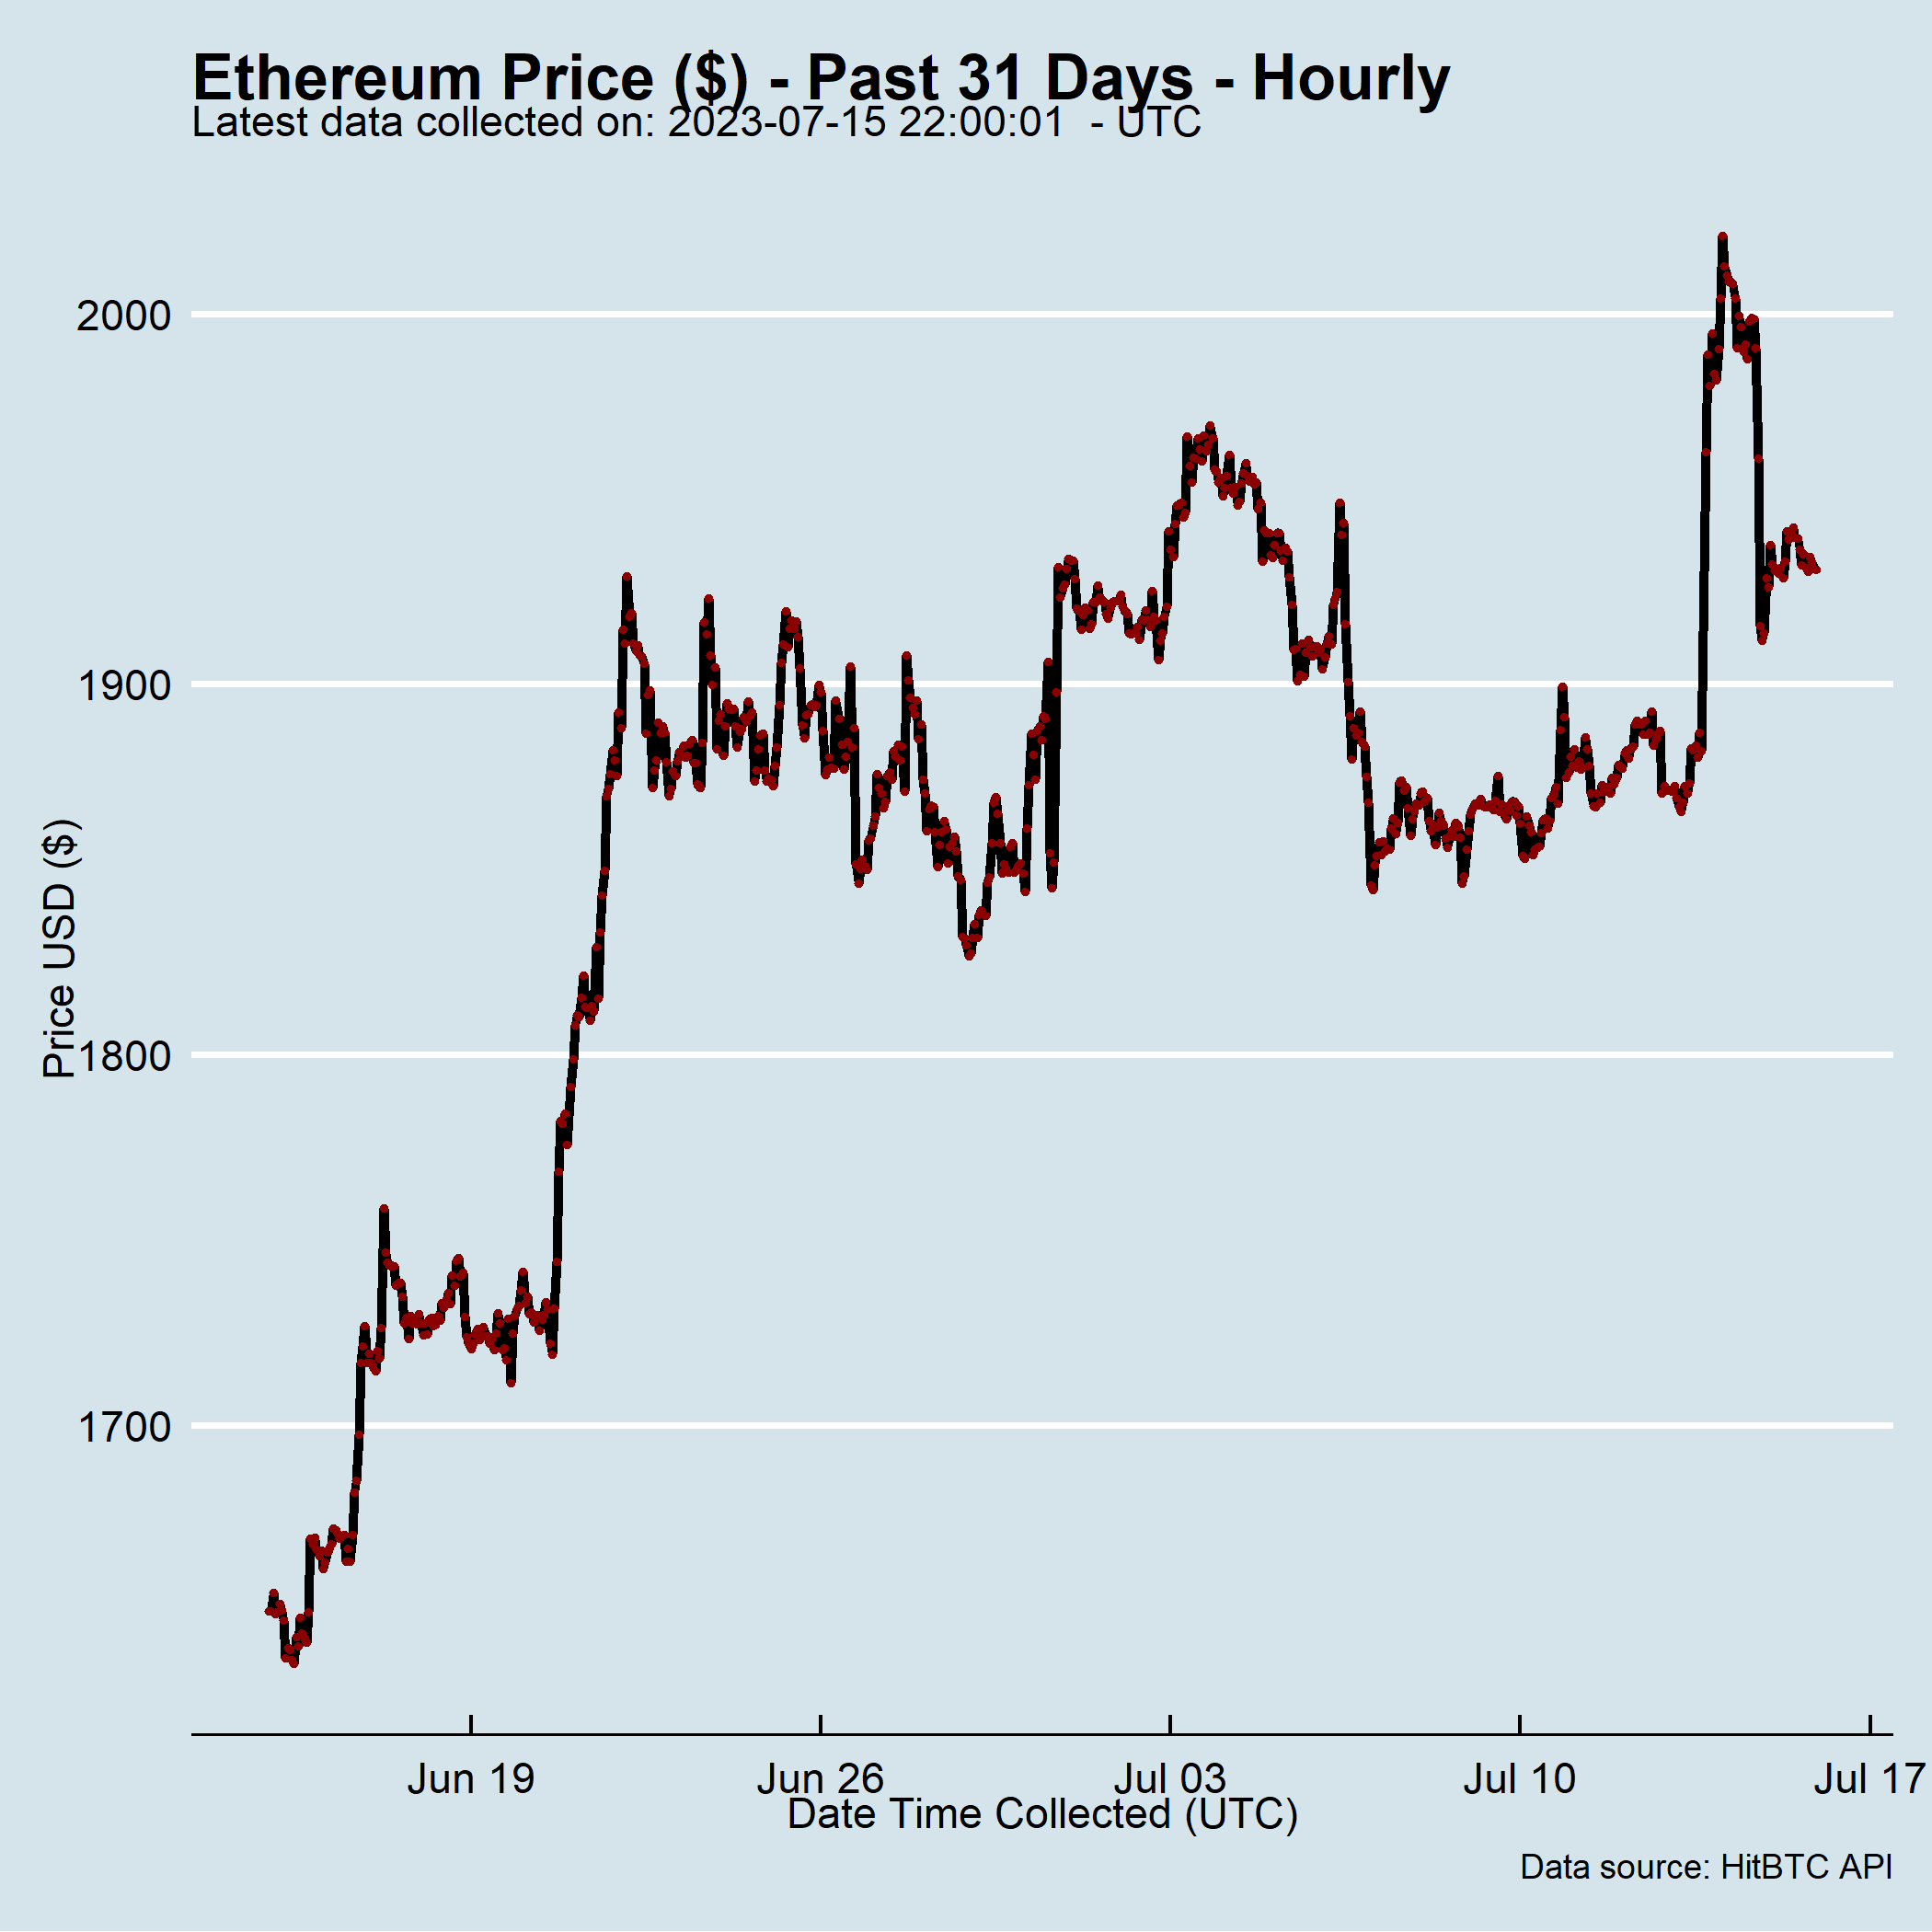 Ethereum Price ($) - Past 31 Days - Hourly
Latest data collected on: 2023-07-15 22:00:01  - UTC
Price USD ($)
2000
1900
1800
1700
Jun 19
Jun 26
Jul 03
Jul 10
Jul 17
Date Time Collected (UTC)
Data source: HitBTC API